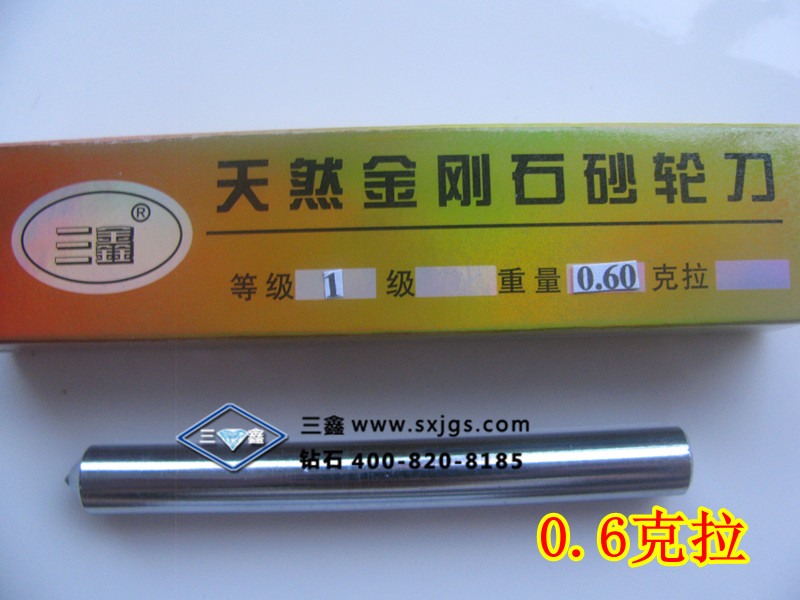 天然金刚石砂轮刀
三鑫®
等级 1 级 重量 0.60 克拉
三鑫
三鑫 www.sxjgs.com
钻石 400-820-8185
0.6克拉